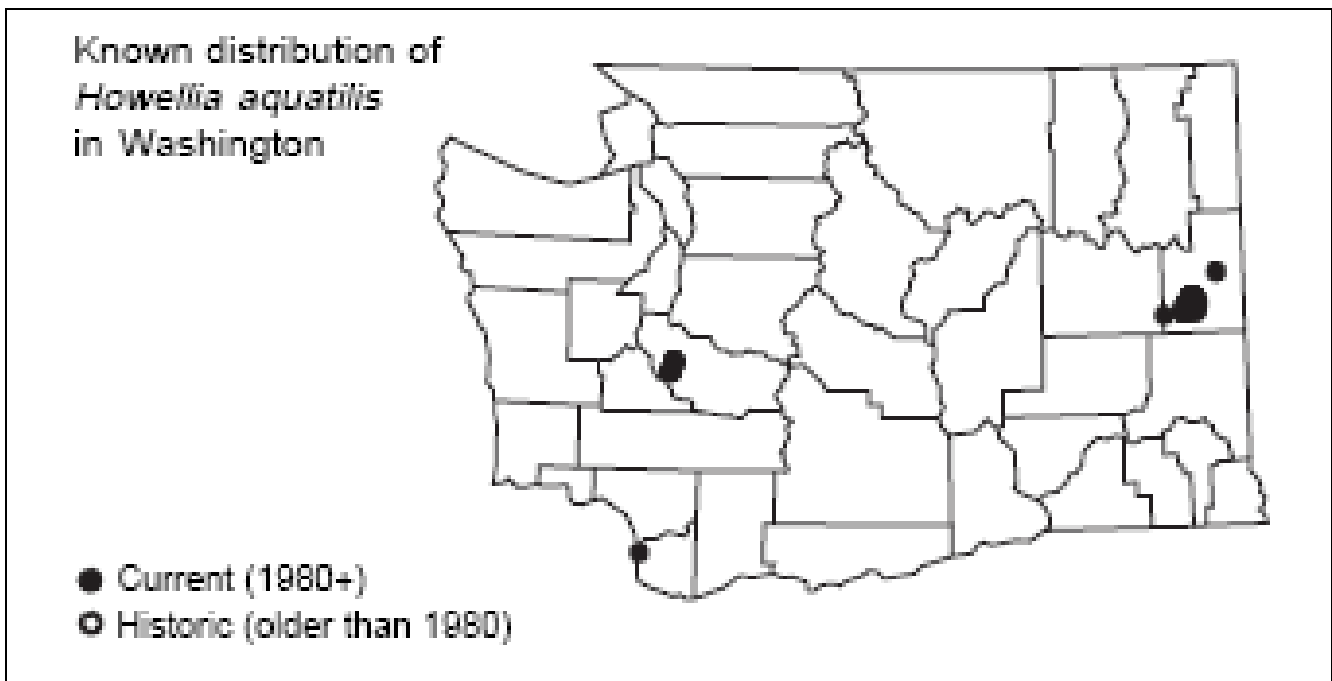 Known distribution of
Howellia aquatilis
in Washington
Current (1980+)
Historic (older than 1980)